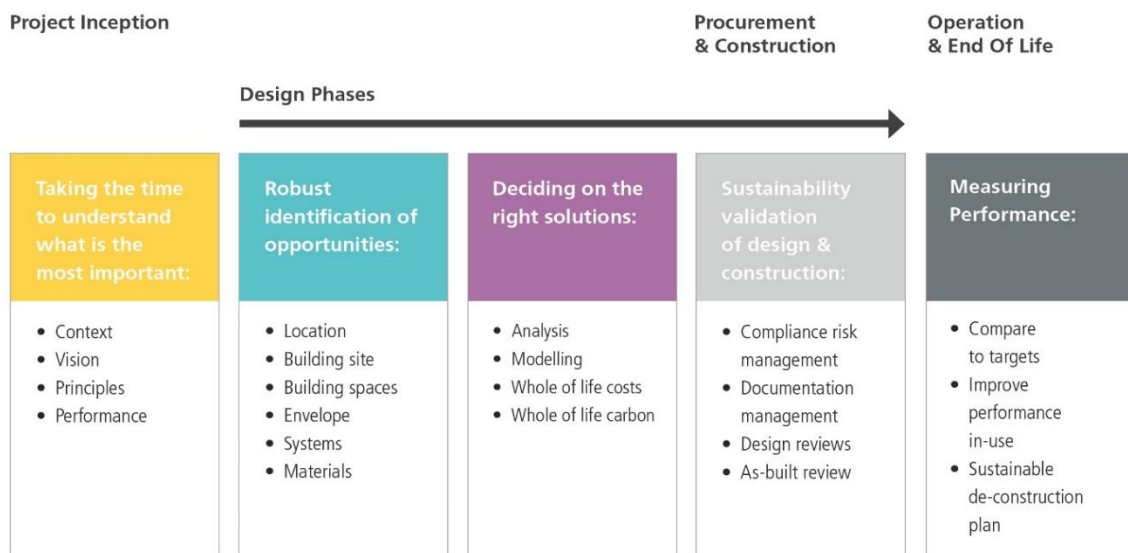 Project Inception
Procurement
& Construction
Operation
& End Of Life
Design Phases
Taking the time
to understand
what is the
most important:
• Context
• Vision
• Principles
• Performance
Robust
identification of
opportunities:
• Location
• Building site
• Building spaces
• Envelope
• Systems
• Materials
Deciding on the
right solutions:
• Analysis
• Modelling
• Whole of life costs
• Whole of life carbon
Sustainability
validation
of design &
construction:
• Compliance risk
management
• Documentation
management
• Design reviews
• As-built review
Measuring
Performance:
• Compare
to targets
• Improve
performance
in-use
• Sustainable
de-construction
plan